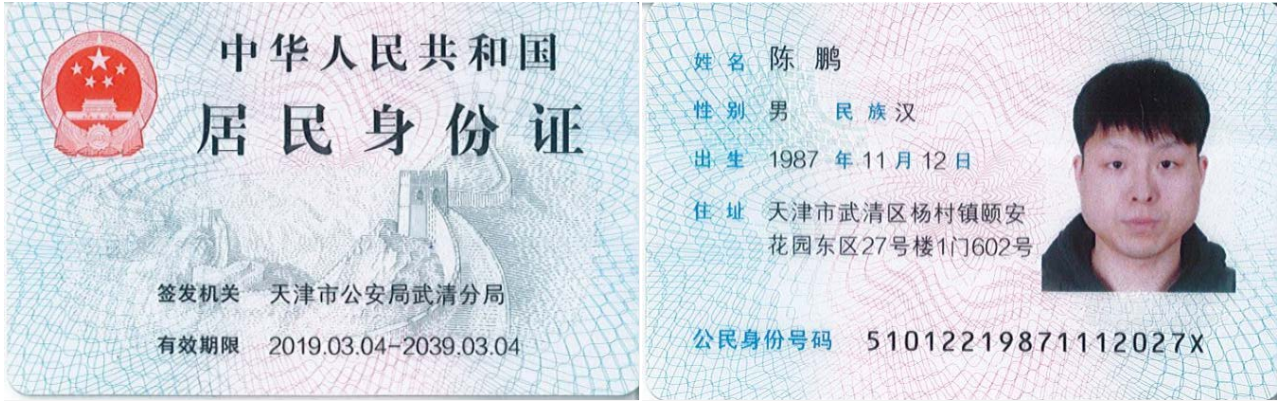 中华人民共和国
居民身份证
签发机关 天津市公安局武清分局
有效期限 2019.03.04-2039.03.04
姓名 陈鹏
性别 男 民族 汉
出生 1987 年 11 月 12 日
住址 天津市武清区杨村镇颐安
花园东区27号楼1门602号
公民身份号码 51012219871112027X